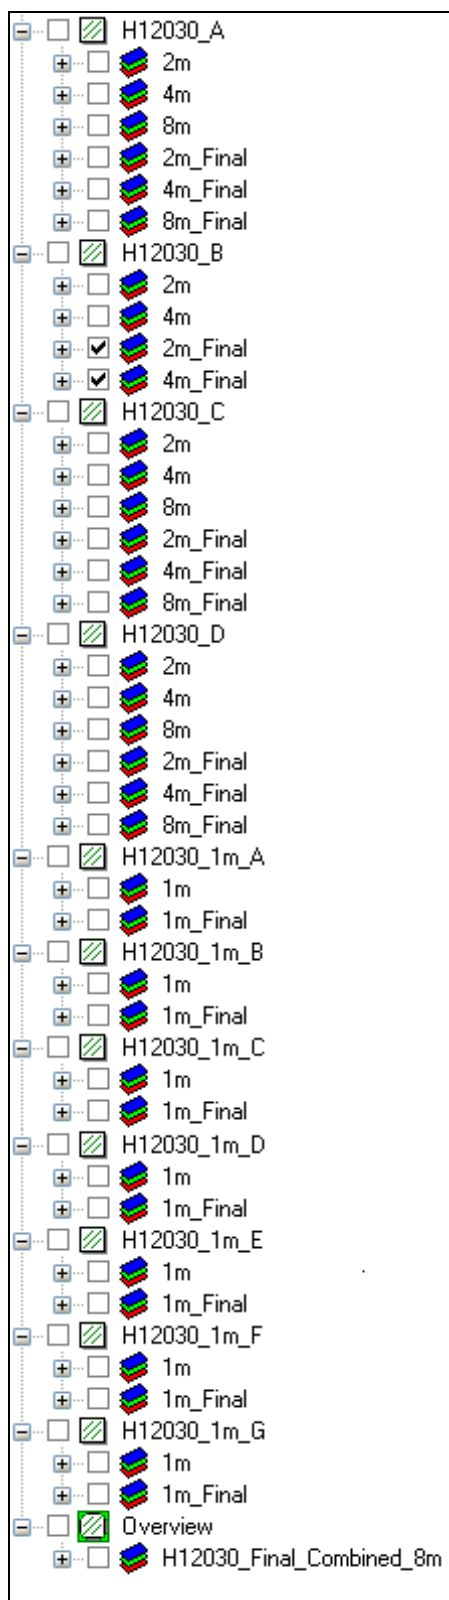 H12030_A
2m
4m
8m
2m_Final
4m_Final
8m_Final
H12030_B
2m
4m
2m_Final
4m_Final
H12030_C
2m
4m
8m
2m_Final
4m_Final
8m_Final
H12030_D
2m
4m
8m
2m_Final
4m_Final
8m_Final
H12030_1m_A
1m
1m_Final
H12030_1m_B
1m
1m_Final
H12030_1m_C
1m
1m_Final
H12030_1m_D
1m
1m_Final
H12030_1m_E
1m
1m_Final
H12030_1m_F
1m
1m_Final
H12030_1m_G
1m
1m_Final
Overview
H12030_Final_Combined_8m